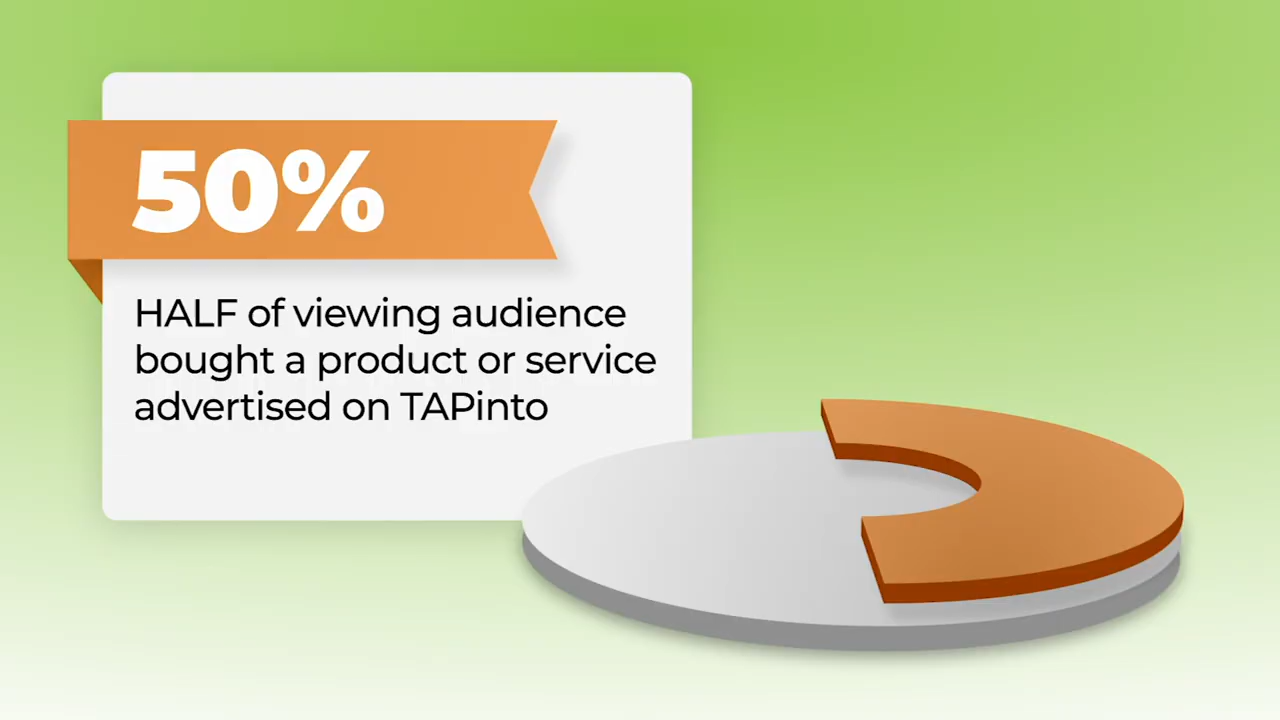 50%
HALF of viewing audience
bought a product or service
advertised on TAPinto